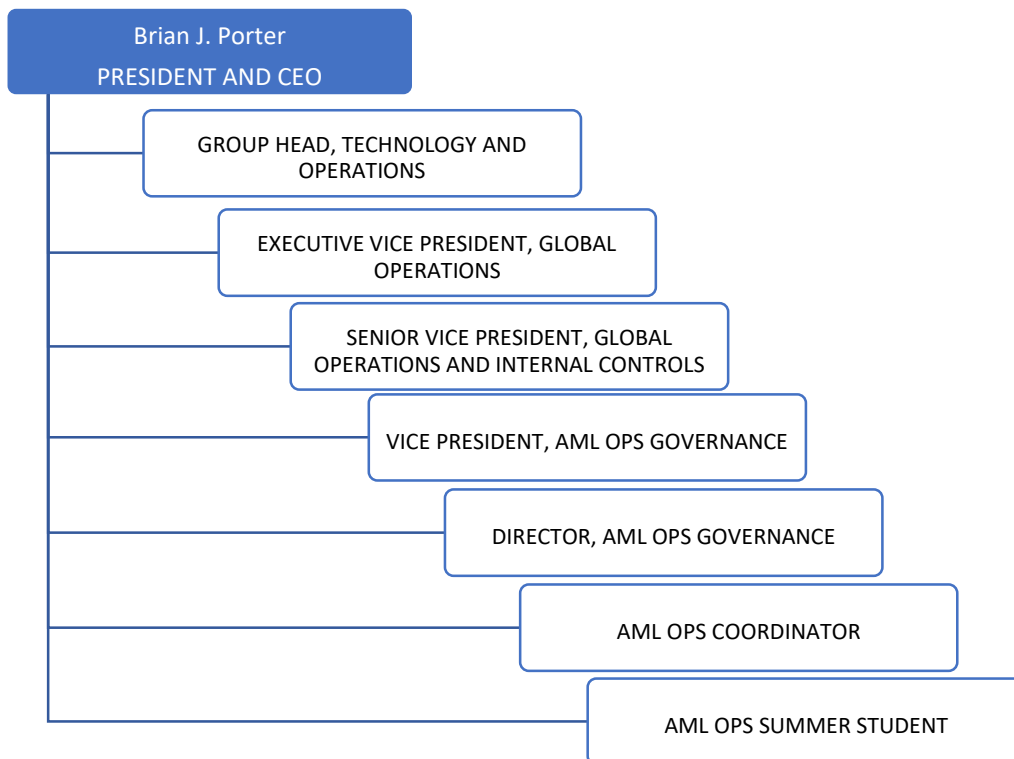 Brian J. Porter
PRESIDENT AND CEO
GROUP HEAD, TECHNOLOGY AND
OPERATIONS
EXECUTIVE VICE PRESIDENT, GLOBAL
OPERATIONS
SENIOR VICE PRESIDENT, GLOBAL
OPERATIONS AND INTERNAL CONTROLS
VICE PRESIDENT, AML OPS GOVERNANCE
DIRECTOR, AML OPS GOVERNANCE
AML OPS COORDINATOR
AML OPS SUMMER STUDENT